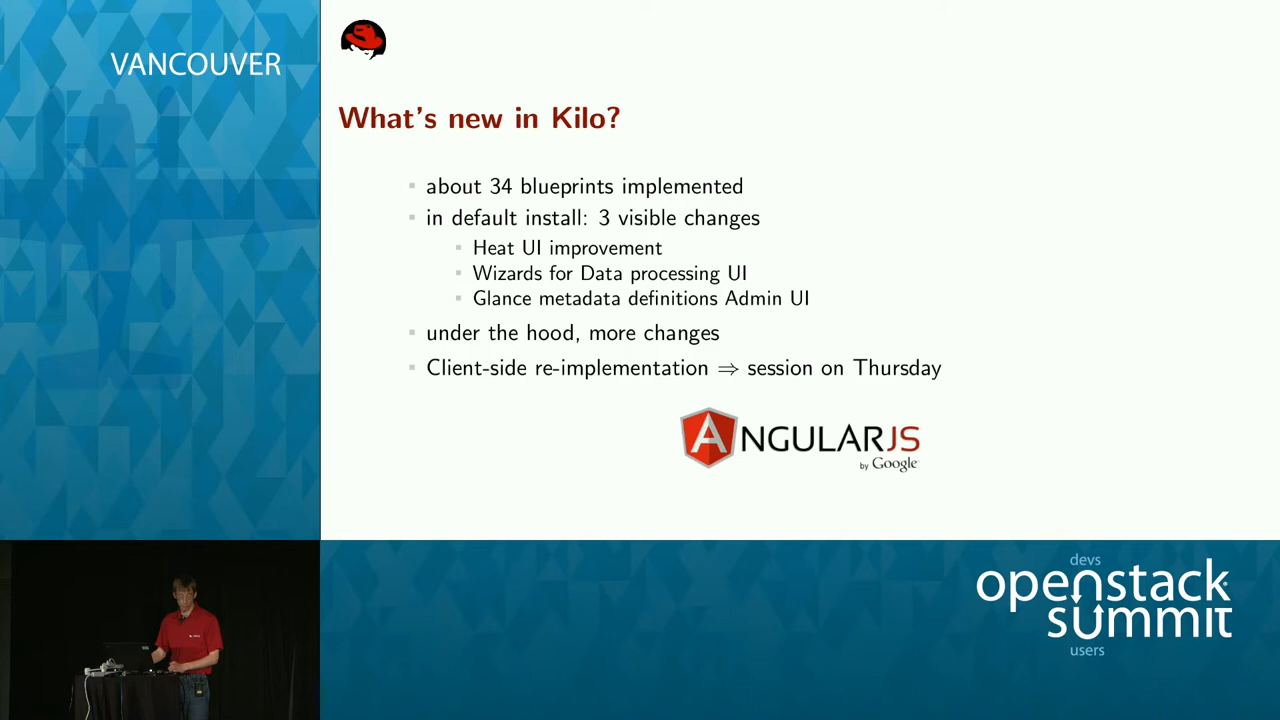 VANCOUVER
What's new in Kilo?
about 34 blueprints implemented
in default install: 3 visible changes
Heat UI improvement
Wizards for Data processing UI
Glance metadata definitions Admin UI
under the hood, more changes
Client-side re-implementation ⇒ session on Thursday
ANGULARJS
by Google
devs
openstack
summit
users